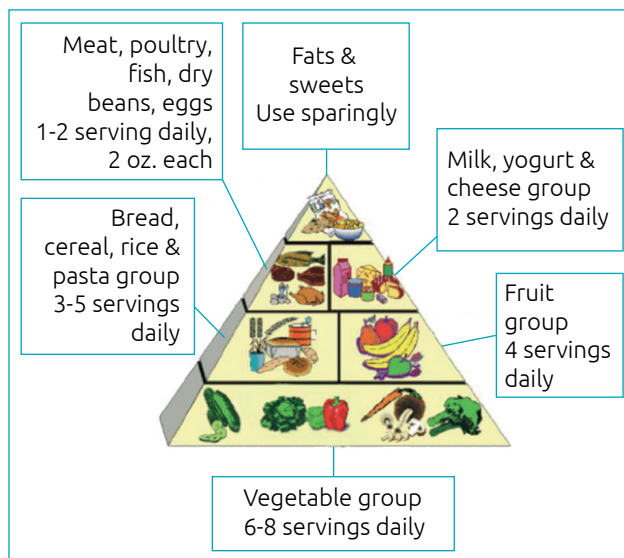 Meat, poultry,
fish, dry
beans, eggs
1-2 serving daily,
2 oz. each
Fats &
sweets
Use sparingly
Milk, yogurt &
cheese group
2 servings daily
Bread,
cereal, rice &
pasta group
3-5 servings
daily
Fruit
group
4 servings
daily
Vegetable group
6-8 servings daily